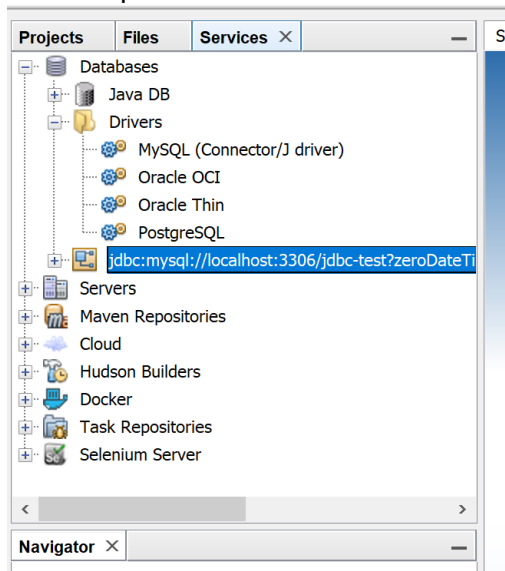 Projects Files Services
S
Databases
Java DB
Drivers
MySQL (Connector/J driver)
Oracle OCI
Oracle Thin
PostgreSQL
jdbc:mysql://localhost:3306/jdbc-test?zeroDateTi
Servers
Maven Repositories
Cloud
Hudson Builders
Docker
Task Repositories
Selenium Server
Navigator